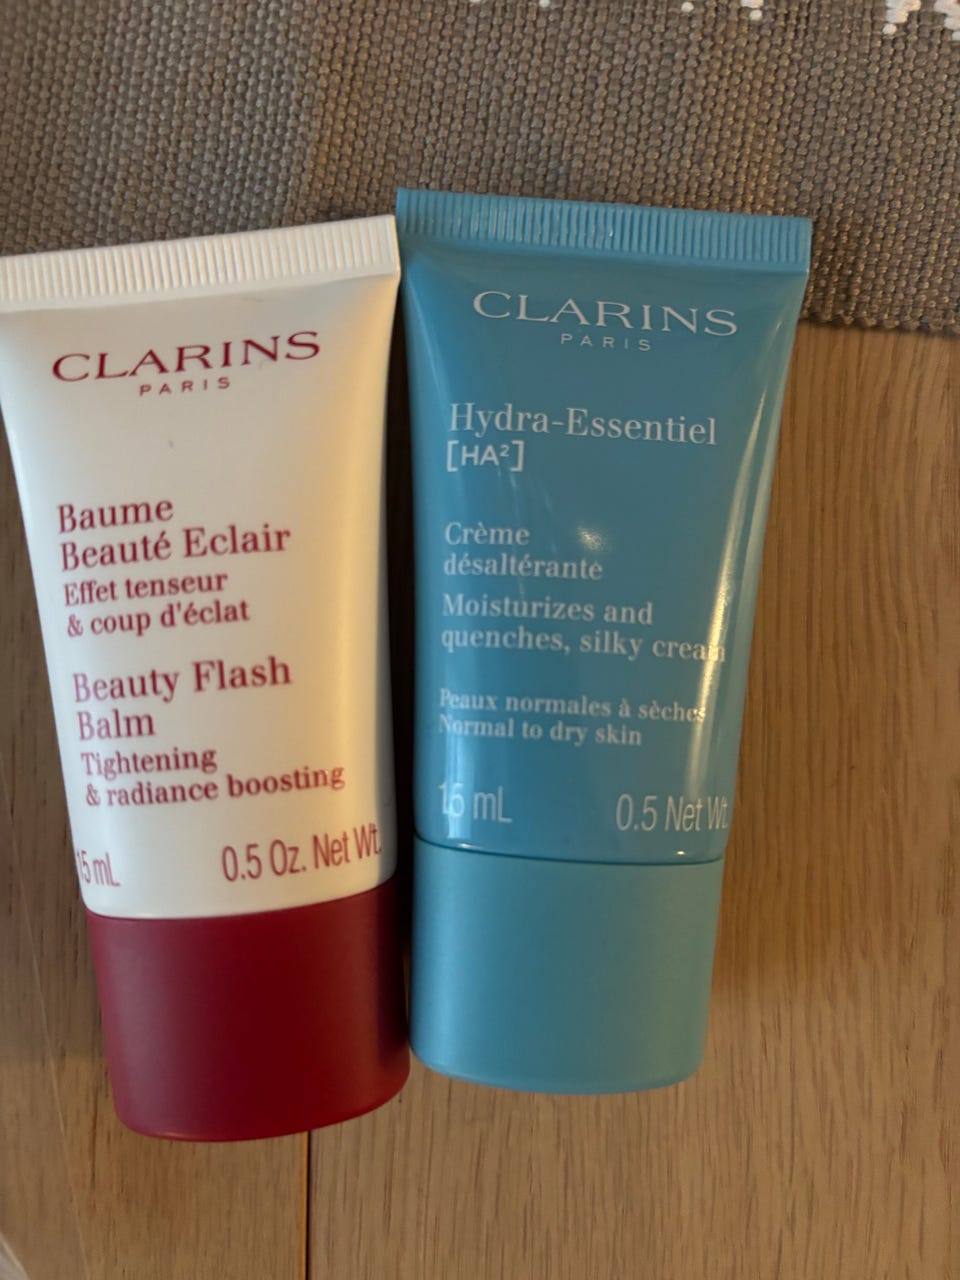 CLARINS
PARIS
Baume
Beauté Eclair
Effet tenseur
& coup d'éclat
Beauty Flash
Balm
Tightening
& radiance boosting
15 mL 0.5 Oz. Net Wt.
CLARINS
PARIS
Hydra-Essentiel
[HA²]
Crème
désaltérante
Moisturizes and
quenches, silky cream
Peaux normales à sèches
Normal to dry skin
15 mL 0.5 Net Wt.